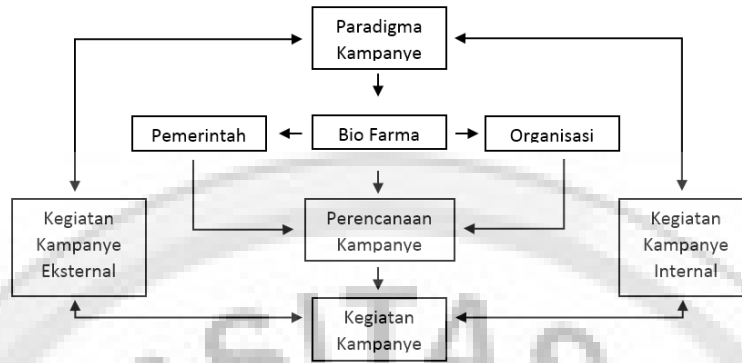 Paradigma
Kampanye
Pemerintah
Bio Farma
Organisasi
Kegiatan
Kampanye
Eksternal
Perencanaan
Kampanye
Kegiatan
Kampanye
Internal
Kegiatan
Kampanye